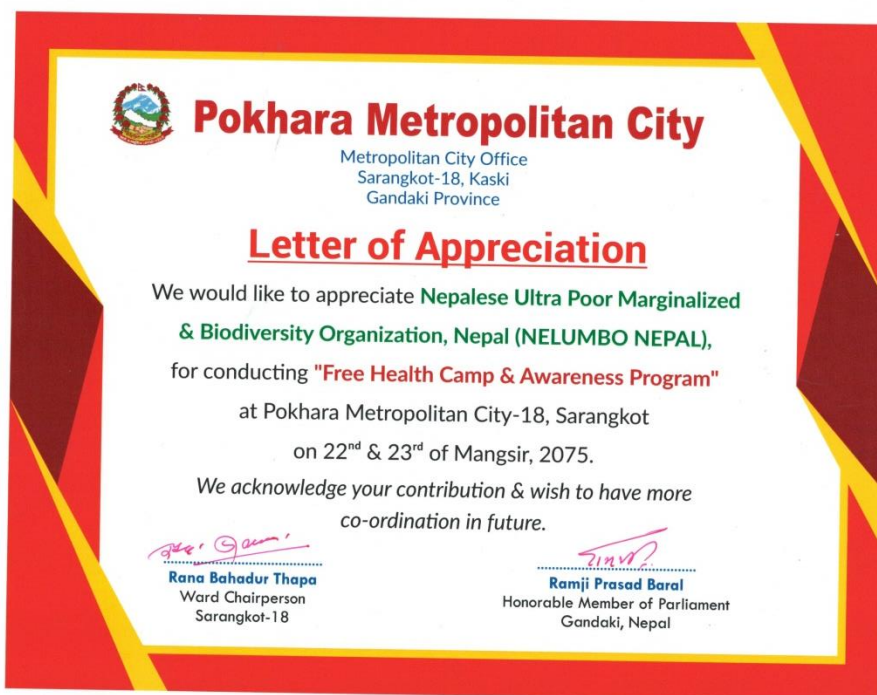 Pokhara Metropolitan City
Metropolitan City Office
Sarangkot-18, Kaski
Gandaki Province
Letter of Appreciation
We would like to appreciate Nepalese Ultra Poor Marginalized
& Biodiversity Organization, Nepal (NELUMBO NEPAL),
for conducting "Free Health Camp & Awareness Program"
at Pokhara Metropolitan City-18, Sarangkot
on 22nd & 23rd of Mangsir, 2075.
We acknowledge your contribution & wish to have more
co-ordination in future.
Rana Bahadur Thapa
Ward Chairperson
Sarangkot-18
Ramji Prasad Baral
Honorable Member of Parliament
Gandaki, Nepal